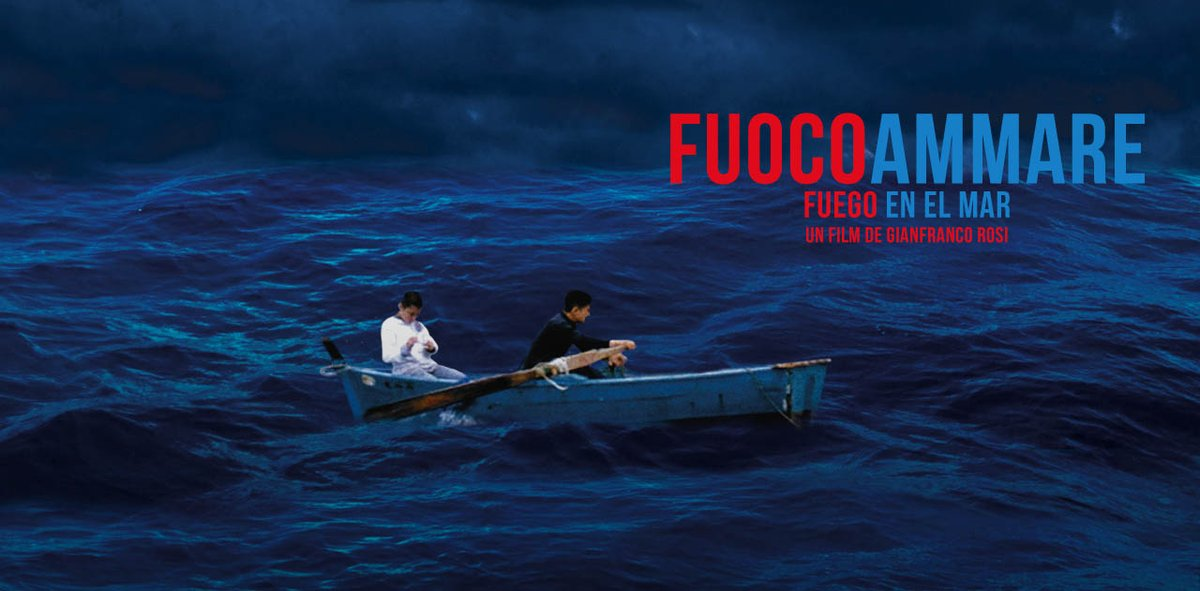 FUOCOAMMARE
FUEGO EN EL MAR
UN FILM DE GIANFRANCO ROSI